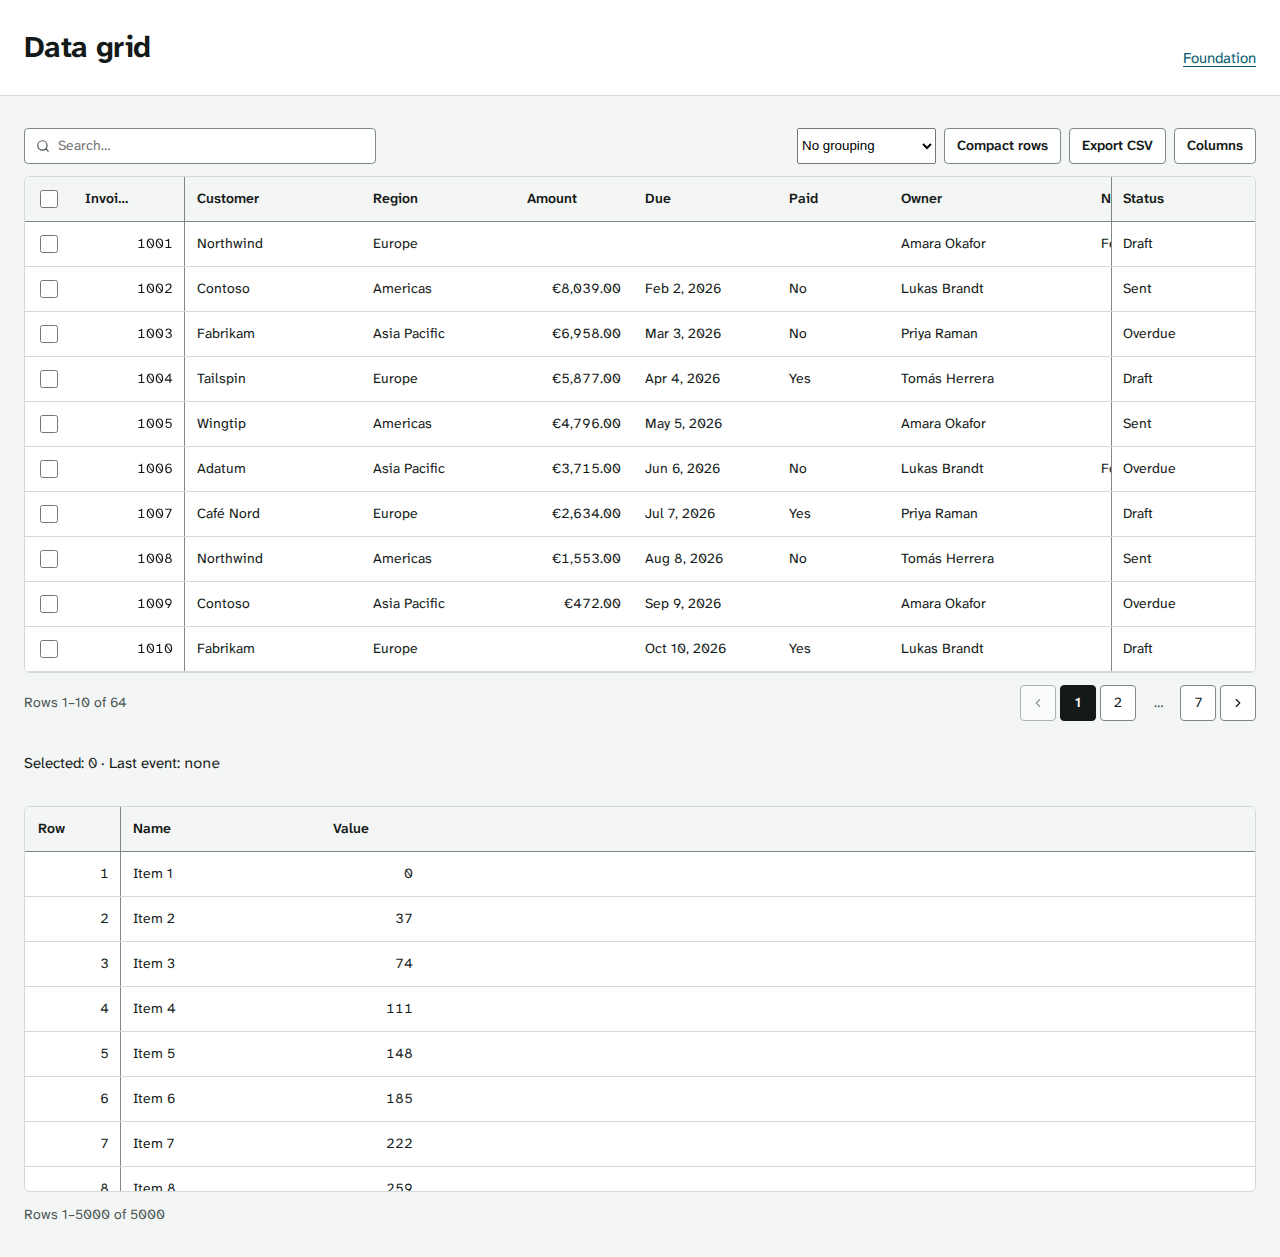 Data grid
Foundation
Search...
No grouping
Compact rows
Export CSV
Columns
Invoi... Customer Region Amount Due Paid Owner N Status
1001 Northwind Europe Amara Okafor Fo Draft
1002 Contoso Americas €8,039.00 Feb 2, 2026 No Lukas Brandt Sent
1003 Fabrikam Asia Pacific €6,958.00 Mar 3, 2026 No Priya Raman Overdue
1004 Tailspin Europe €5,877.00 Apr 4, 2026 Yes Tomás Herrera Draft
1005 Wingtip Americas €4,796.00 May 5, 2026 Amara Okafor Sent
1006 Adatum Asia Pacific €3,715.00 Jun 6, 2026 No Lukas Brandt Fo Overdue
1007 Café Nord Europe €2,634.00 Jul 7, 2026 Yes Priya Raman Draft
1008 Northwind Americas €1,553.00 Aug 8, 2026 No Tomás Herrera Sent
1009 Contoso Asia Pacific €472.00 Sep 9, 2026 Amara Okafor Overdue
1010 Fabrikam Europe Oct 10, 2026 Yes Lukas Brandt Draft
Rows 1–10 of 64
1 2 ... 7
Selected: 0 · Last event: none
Row Name Value
1 Item 1 0
2 Item 2 37
3 Item 3 74
4 Item 4 111
5 Item 5 148
6 Item 6 185
7 Item 7 222
8 Item 8 259
Rows 1–5000 of 5000